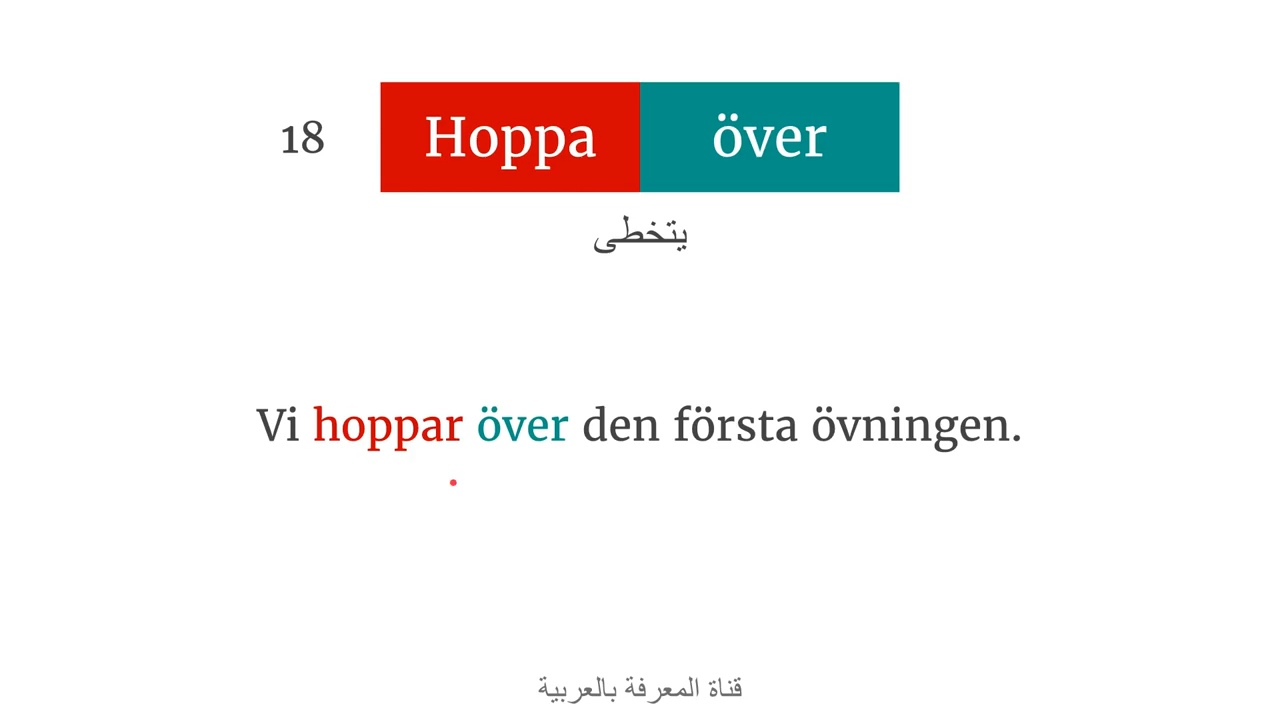 18 Hoppa över
يتخطى
Vi hoppar över den första övningen.
قناة المعرفة بالعربية